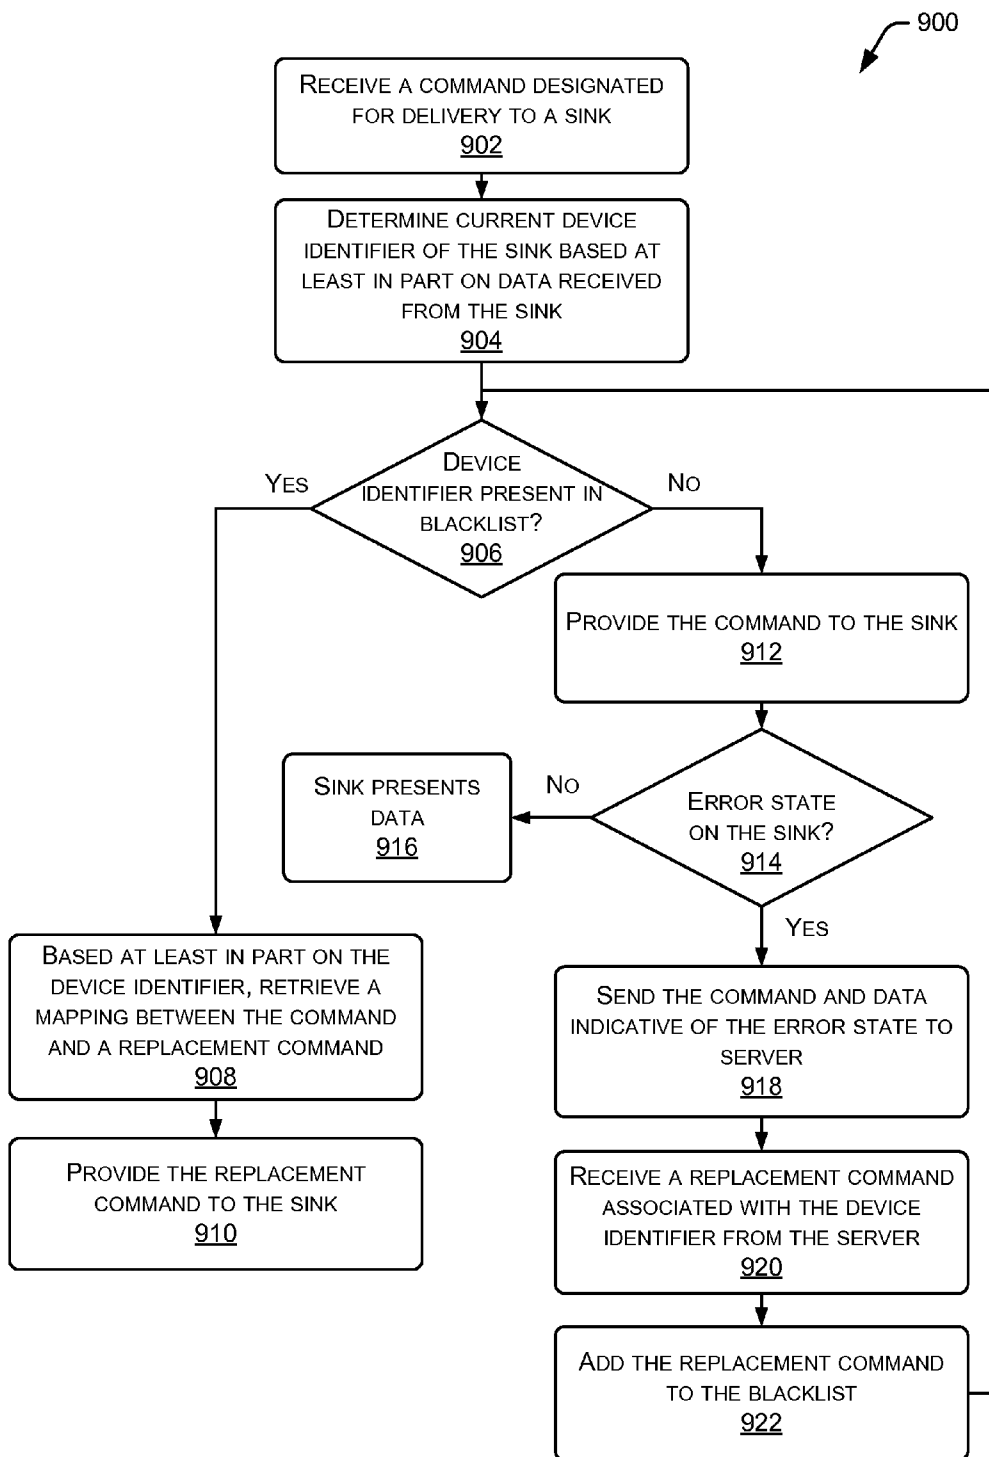 900
RECEIVE A COMMAND DESIGNATED
FOR DELIVERY TO A SINK
902
DETERMINE CURRENT DEVICE
IDENTIFIER OF THE SINK BASED AT
LEAST IN PART ON DATA RECEIVED
FROM THE SINK
904
DEVICE
IDENTIFIER PRESENT IN
BLACKLIST?
906
YES
NO
PROVIDE THE COMMAND TO THE SINK
912
ERROR STATE
ON THE SINK?
914
NO
SINK PRESENTS
DATA
916
YES
BASED AT LEAST IN PART ON THE
DEVICE IDENTIFIER, RETRIEVE A
MAPPING BETWEEN THE COMMAND
AND A REPLACEMENT COMMAND
908
PROVIDE THE REPLACEMENT
COMMAND TO THE SINK
910
SEND THE COMMAND AND DATA
INDICATIVE OF THE ERROR STATE TO
SERVER
918
RECEIVE A REPLACEMENT COMMAND
ASSOCIATED WITH THE DEVICE
IDENTIFIER FROM THE SERVER
920
ADD THE REPLACEMENT COMMAND
TO THE BLACKLIST
922